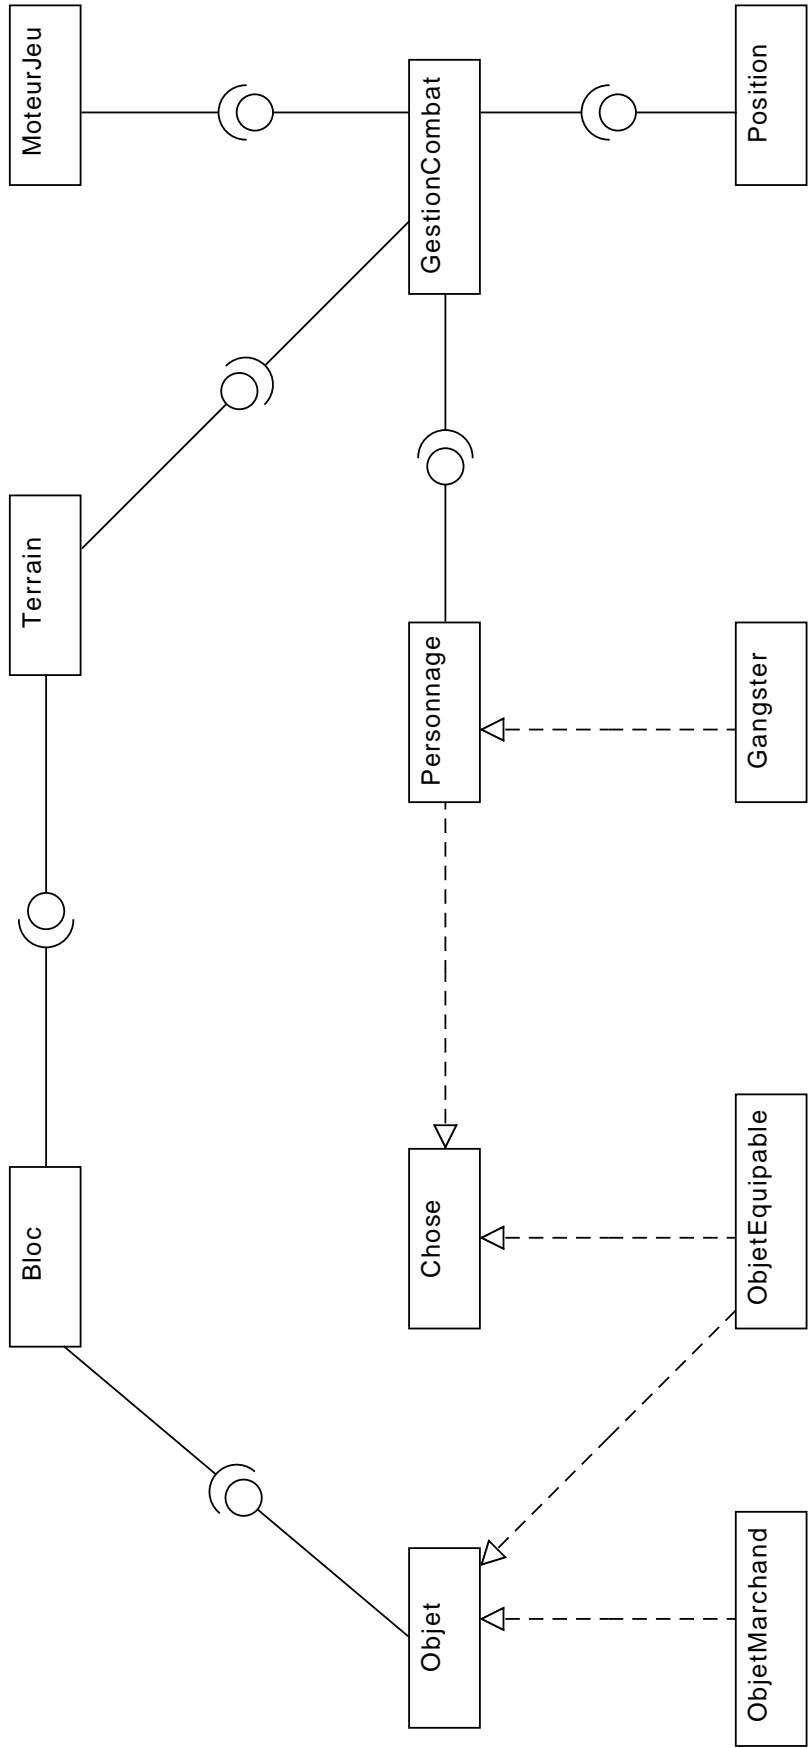 MoteurJeu
Terrain
Bloc
GestionCombat
Personnage
Chose
Objet
Position
Gangster
ObjetEquipable
ObjetMarchand